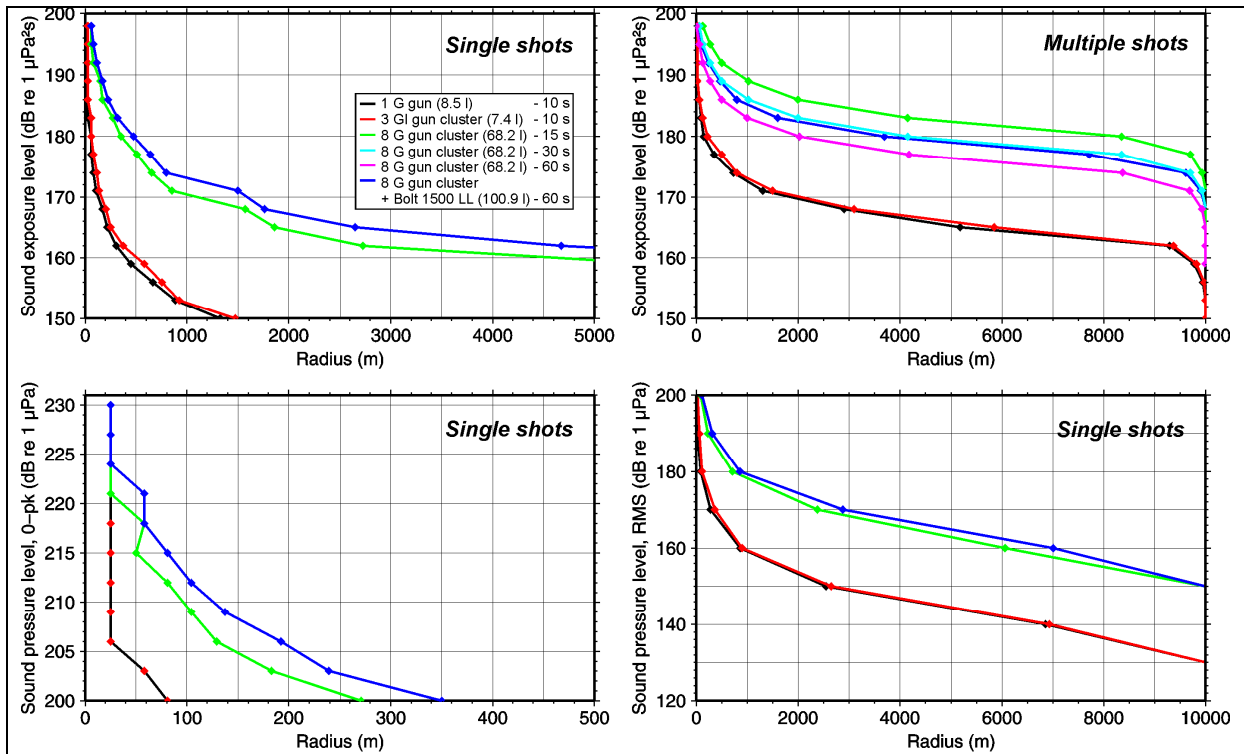 Single shots
Sound exposure level (dB re 1 µPa²s)
200
190
180
170
160
150
1 G gun (8.5 l) - 10 s
3 GI gun cluster (7.4 l) - 10 s
8 G gun cluster (68.2 l) - 15 s
8 G gun cluster (68.2 l) - 30 s
8 G gun cluster (68.2 l) - 60 s
8 G gun cluster
+ Bolt 1500 LL (100.9 l) - 60 s
0 1000 2000 3000 4000 5000
Radius (m)
Multiple shots
Sound exposure level (dB re 1 µPa²s)
200
190
180
170
160
150
0 2000 4000 6000 8000 10000
Radius (m)
Single shots
Sound pressure level, 0−pk (dB re 1 µPa)
230
225
220
215
210
205
200
0 100 200 300 400 500
Radius (m)
Single shots
Sound pressure level, RMS (dB re 1 µPa)
200
180
160
140
120
0 2000 4000 6000 8000 10000
Radius (m)